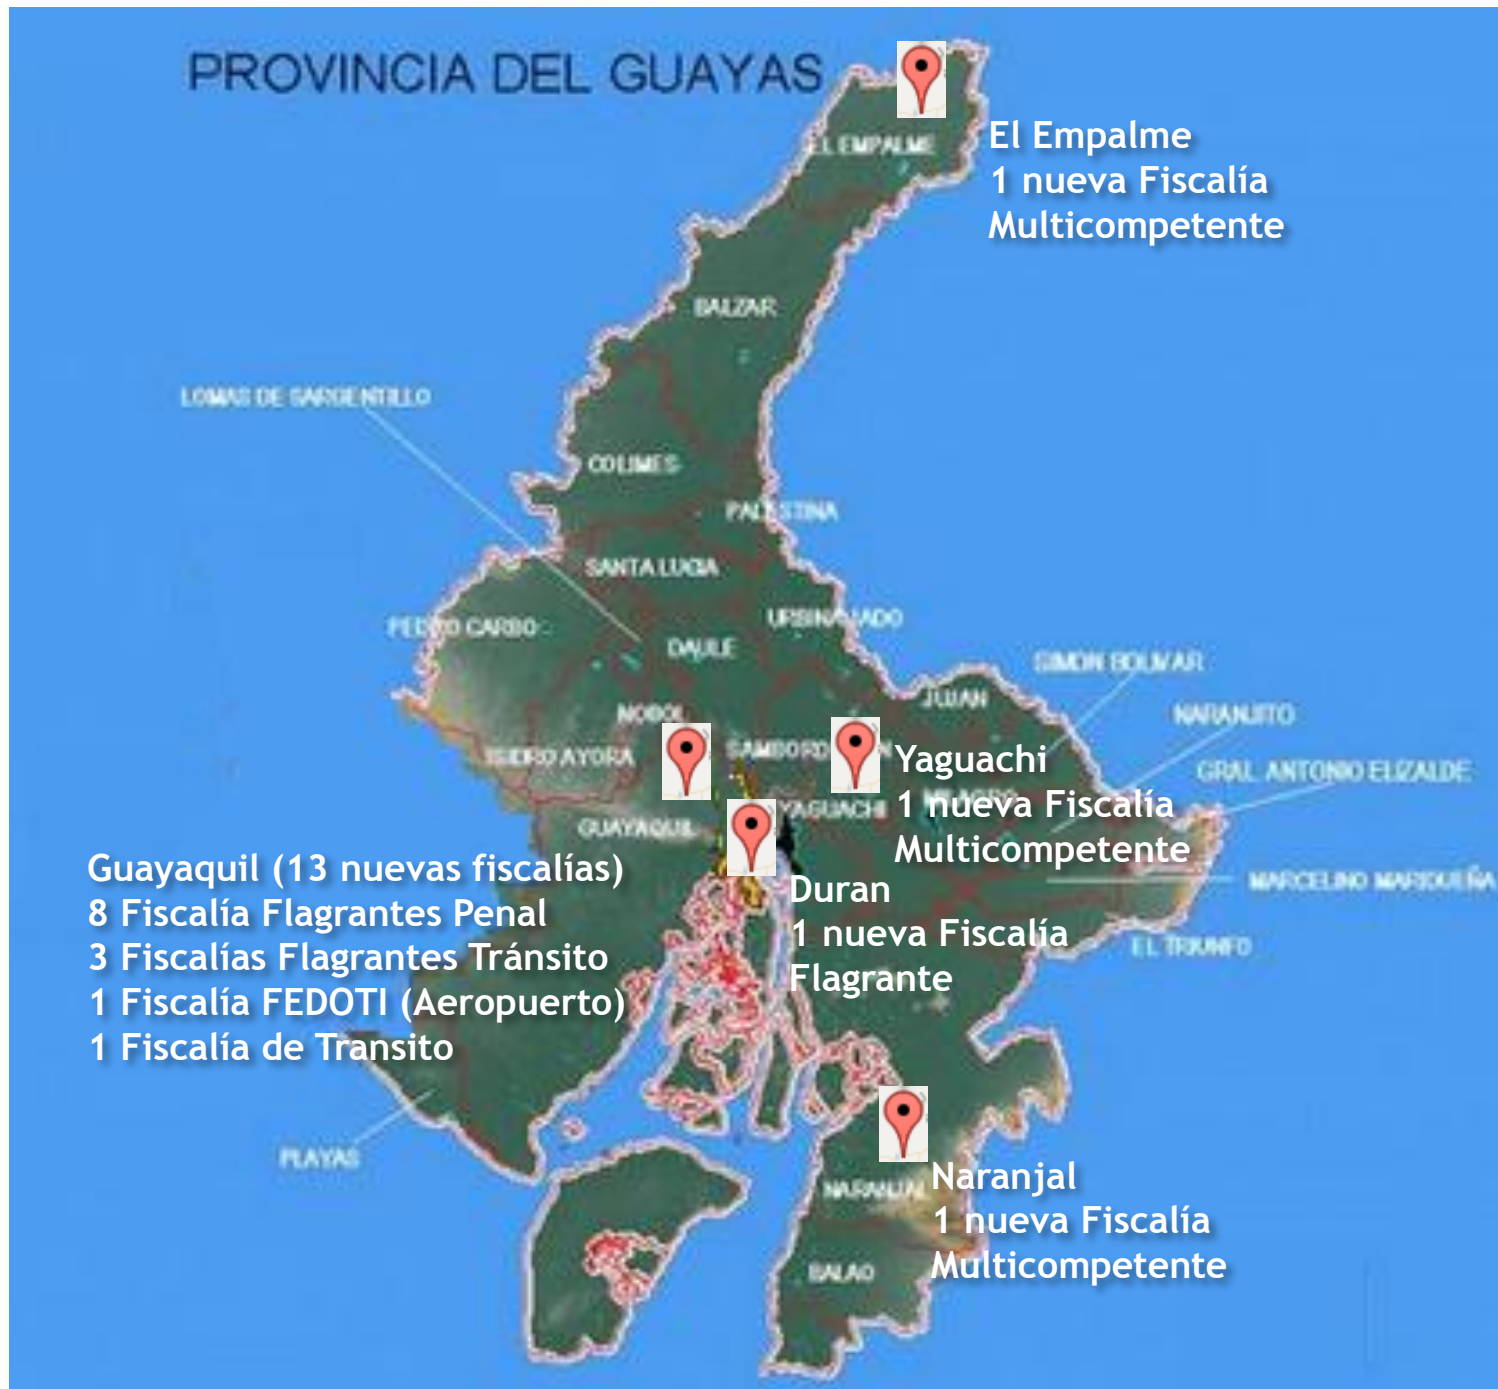 PROVINCIA DEL GUAYAS
El Empalme
1 nueva Fiscalía
Multicompetente
EL EMPALME
BALZAR
LOMAS DE SARGENTILLO
COLIMES
PALESTINA
SANTA LUCIA
PEDRO CARBO
URBINA JADO
DAULE
SIMON BOLIVAR
JUJAN
NARANJITO
NOBOL
ISIDRO AYORA
GRAL. ANTONIO ELIZALDE
Yaguachi
1 nueva Fiscalía
Multicompetente
YAGUACHI
GUAYAQUIL
Guayaquil (13 nuevas fiscalías)
8 Fiscalía Flagrantes Penal
3 Fiscalías Flagrantes Tránsito
1 Fiscalía FEDOTI (Aeropuerto)
1 Fiscalía de Transito
Duran
1 nueva Fiscalía
Flagrante
MARCELINO MARIDUEÑA
EL TRIUNFO
PLAYAS
NARANJAL
Naranjal
1 nueva Fiscalía
Multicompetente
BALAO